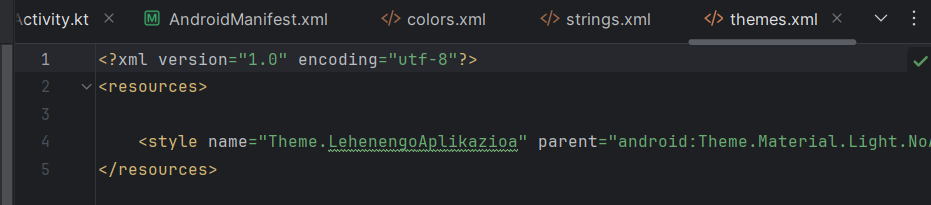 Activity.kt AndroidManifest.xml colors.xml strings.xml themes.xml
1 <?xml version="1.0" encoding="utf-8"?>
2 <resources>
3
4 <style name="Theme.LehenengoAplikazioa" parent="android:Theme.Material.Light.No
5 </resources>